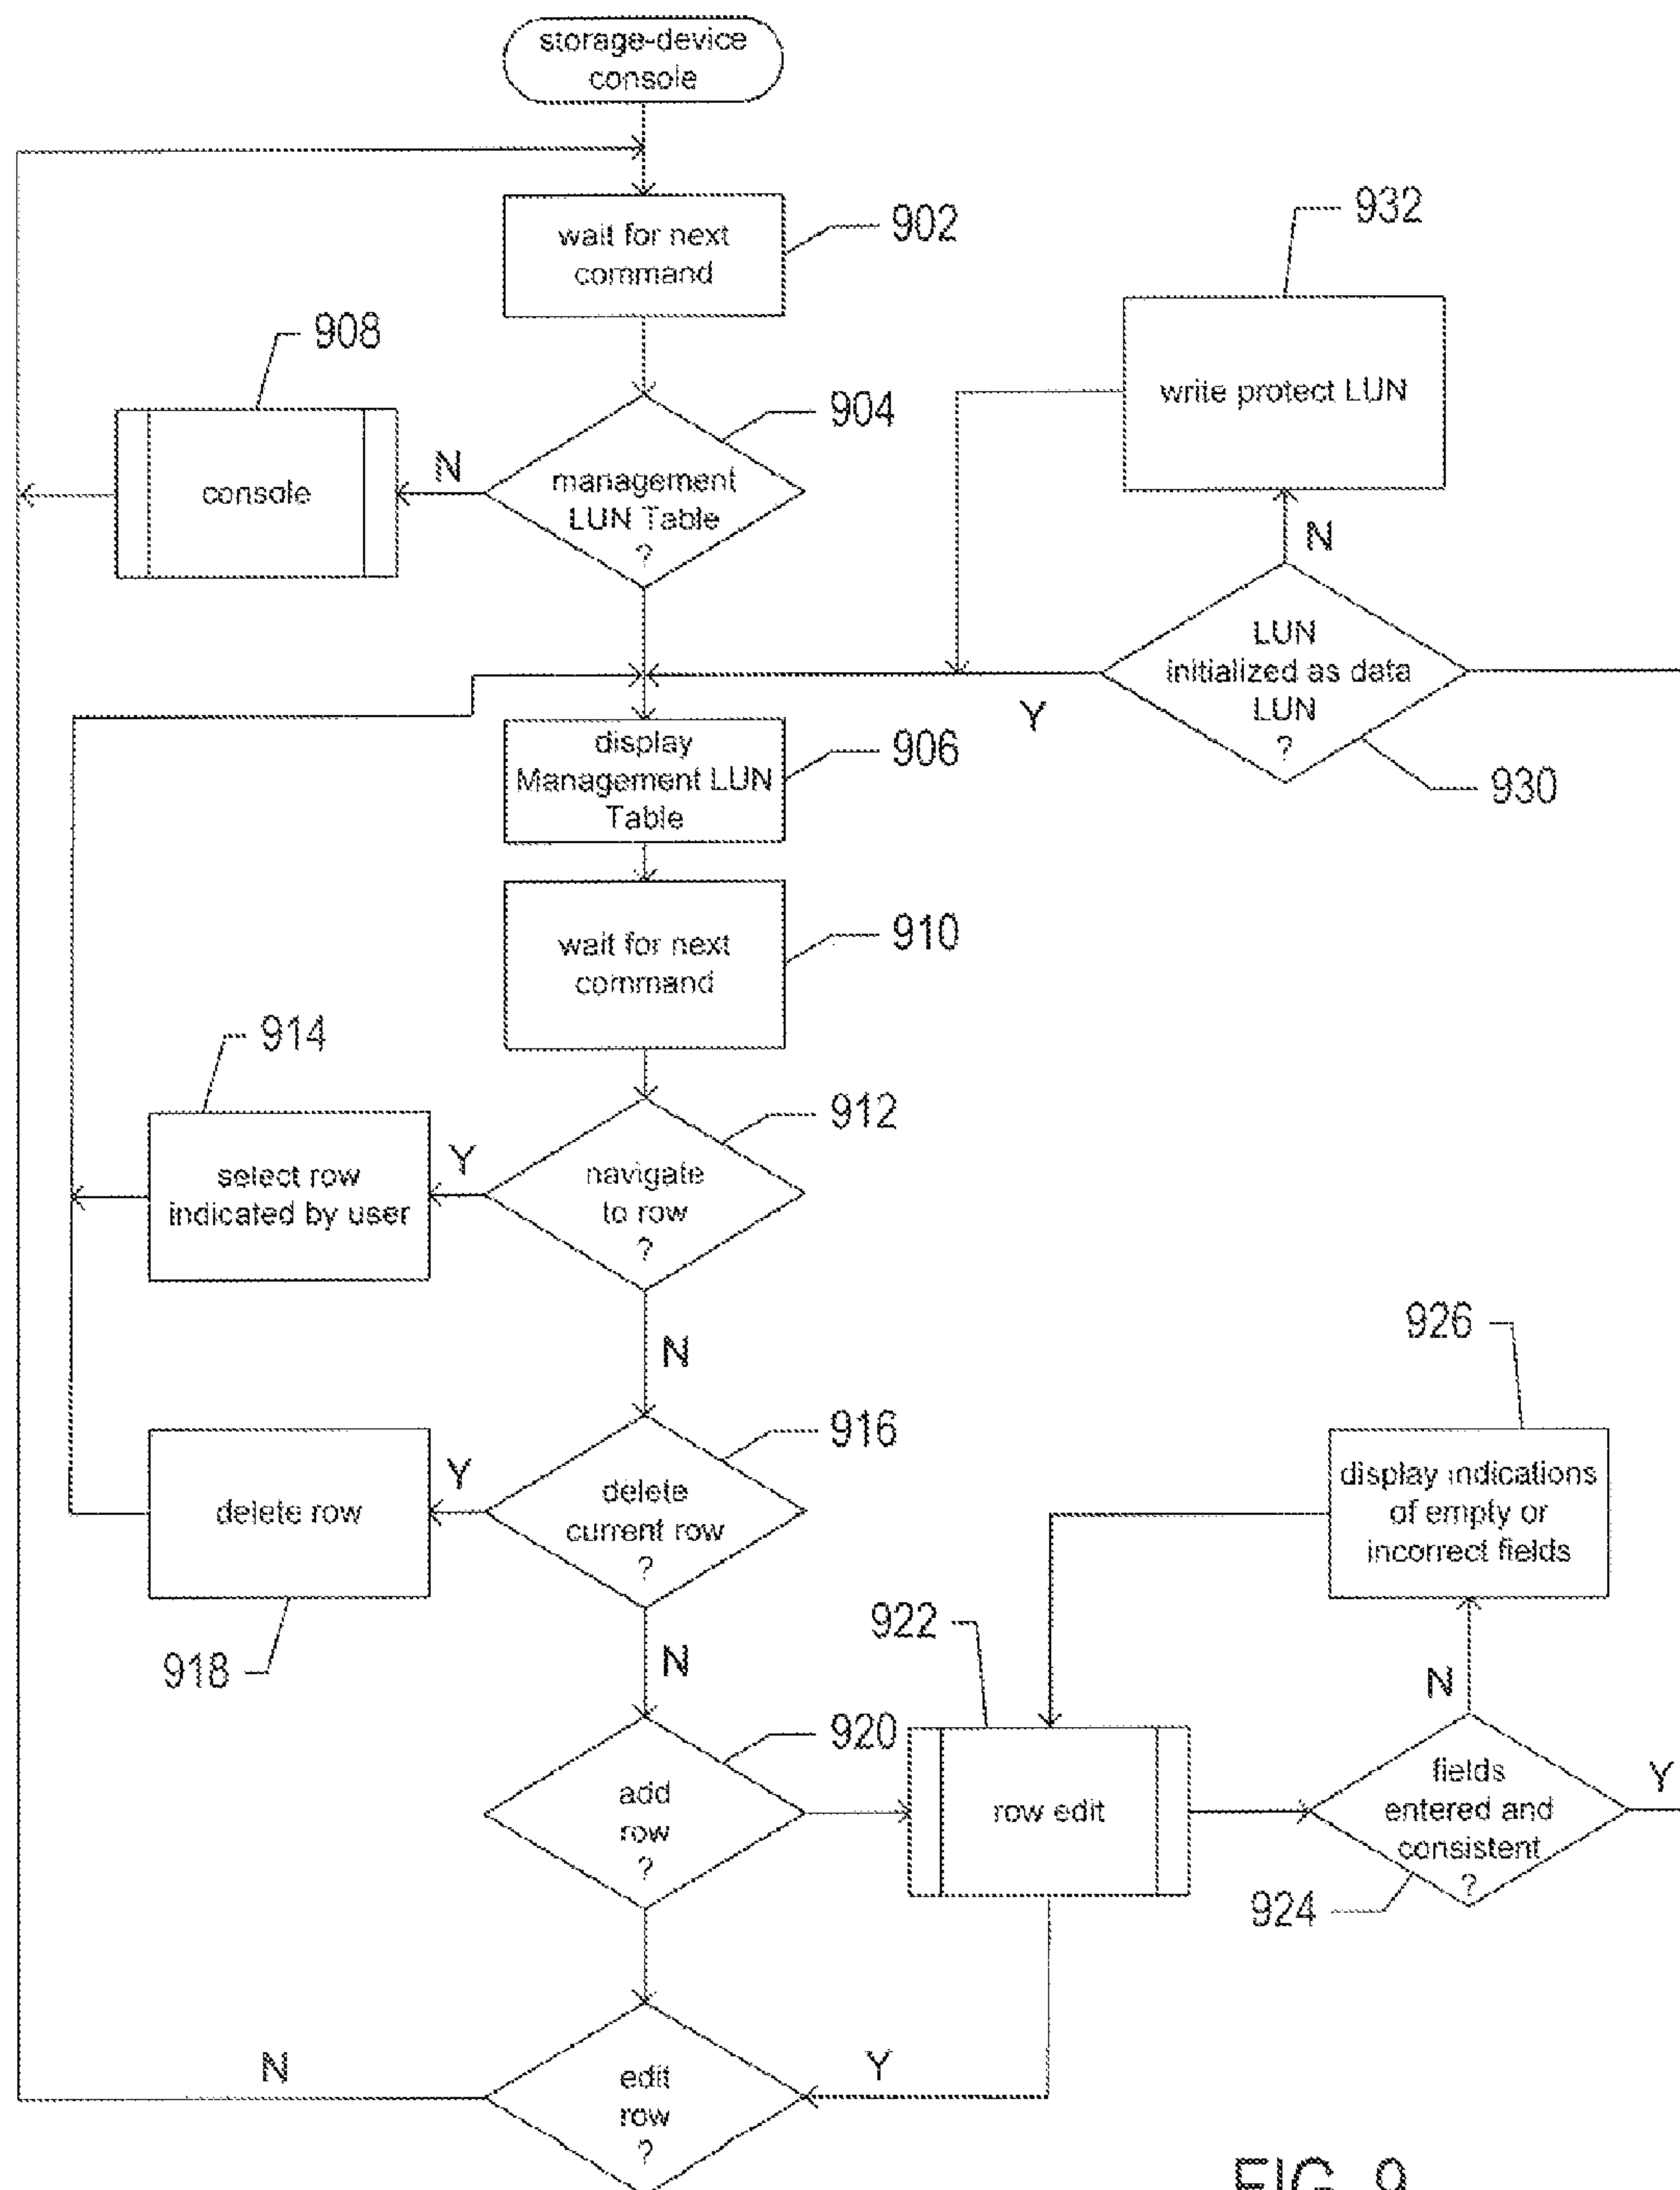 storage-device
console
wait for next
command
902
932
write protect LUN
908
console
N
904
management
LUN Table
?
N
LUN
initialized as data
LUN
?
Y
930
display
Management LUN
Table
906
wait for next
command
910
914
select row
indicated by user
Y
912
navigate
to row
?
N
926
display indications
of empty or
incorrect fields
916
delete
current row
?
Y
delete row
918
N
922
row edit
920
add
row
?
N
fields
entered and
consistent
?
924
Y
edit
row
?
N
Y
FIG. 9